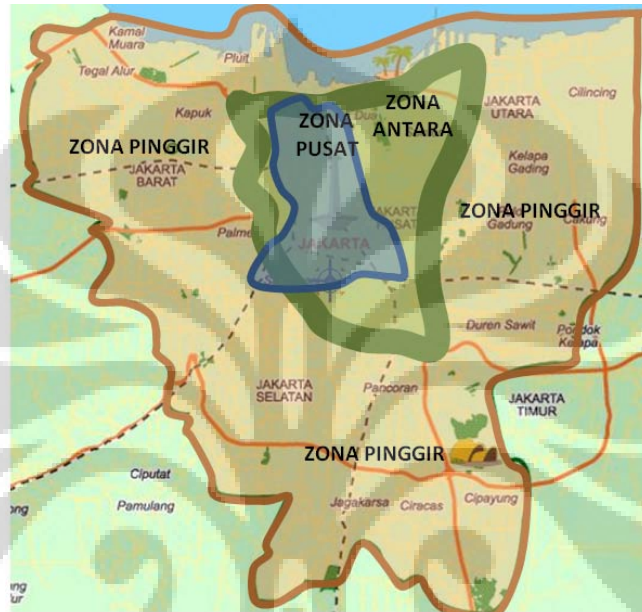 Kamal
Muara
Pluit
Tegal Alur
Kapuk
ZONA
PUSAT
Dua
ZONA
ANTARA
JAKARTA
UTARA
Cilincing
ZONA PINGGIR
JAKARTA
BARAT
Kelapa
Gading
ZONA PINGGIR
Gadung
Cakung
Palme
JAKARTA
Duren Sawit
Pondok
Kelapa
JAKARTA
SELATAN
Pancoran
JAKARTA
TIMUR
ZONA PINGGIR
Ciputat
Pamulang
Jagakarsa
Ciracas
Cipayung